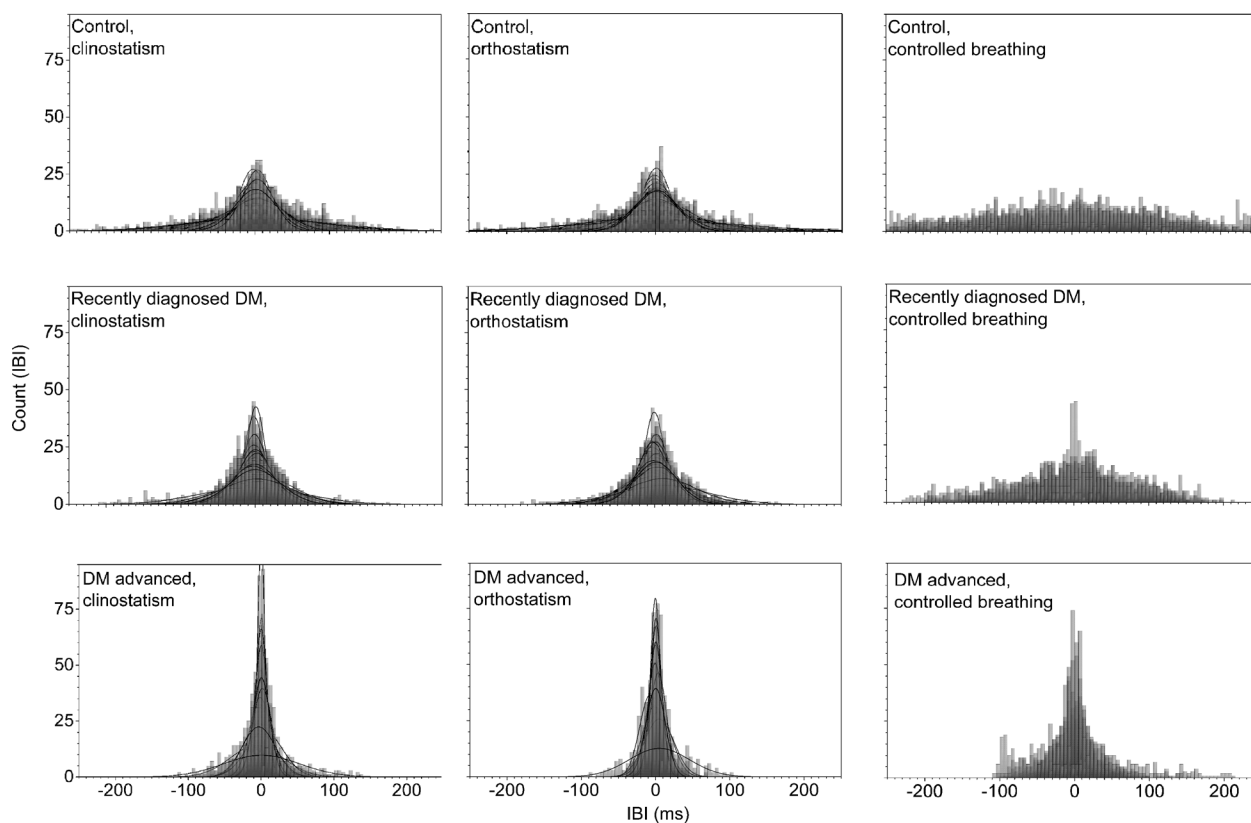 Control,
clinostatism
Control,
orthostatism
Control,
controlled breathing
75
50
25
0
Recently diagnosed DM,
clinostatism
Recently diagnosed DM,
orthostatism
Recently diagnosed DM,
controlled breathing
Count (IBI)
75
50
25
0
DM advanced,
clinostatism
DM advanced,
orthostatism
DM advanced,
controlled breathing
75
50
25
0
-200 -100 0 100 200
-200 -100 0 100 200
-200 -100 0 100 200
IBI (ms)